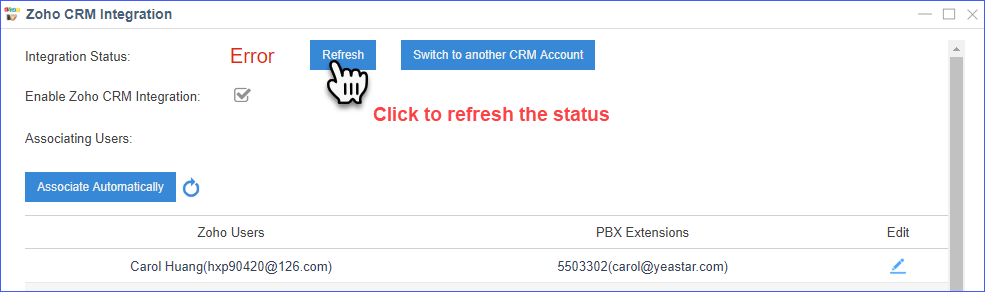 Zoho CRM Integration
Integration Status: Error Refresh Switch to another CRM Account
Enable Zoho CRM Integration:
Click to refresh the status
Associating Users:
Associate Automatically
Zoho Users PBX Extensions Edit
Carol Huang(hxp90420@126.com) 5503302(carol@yeastar.com)